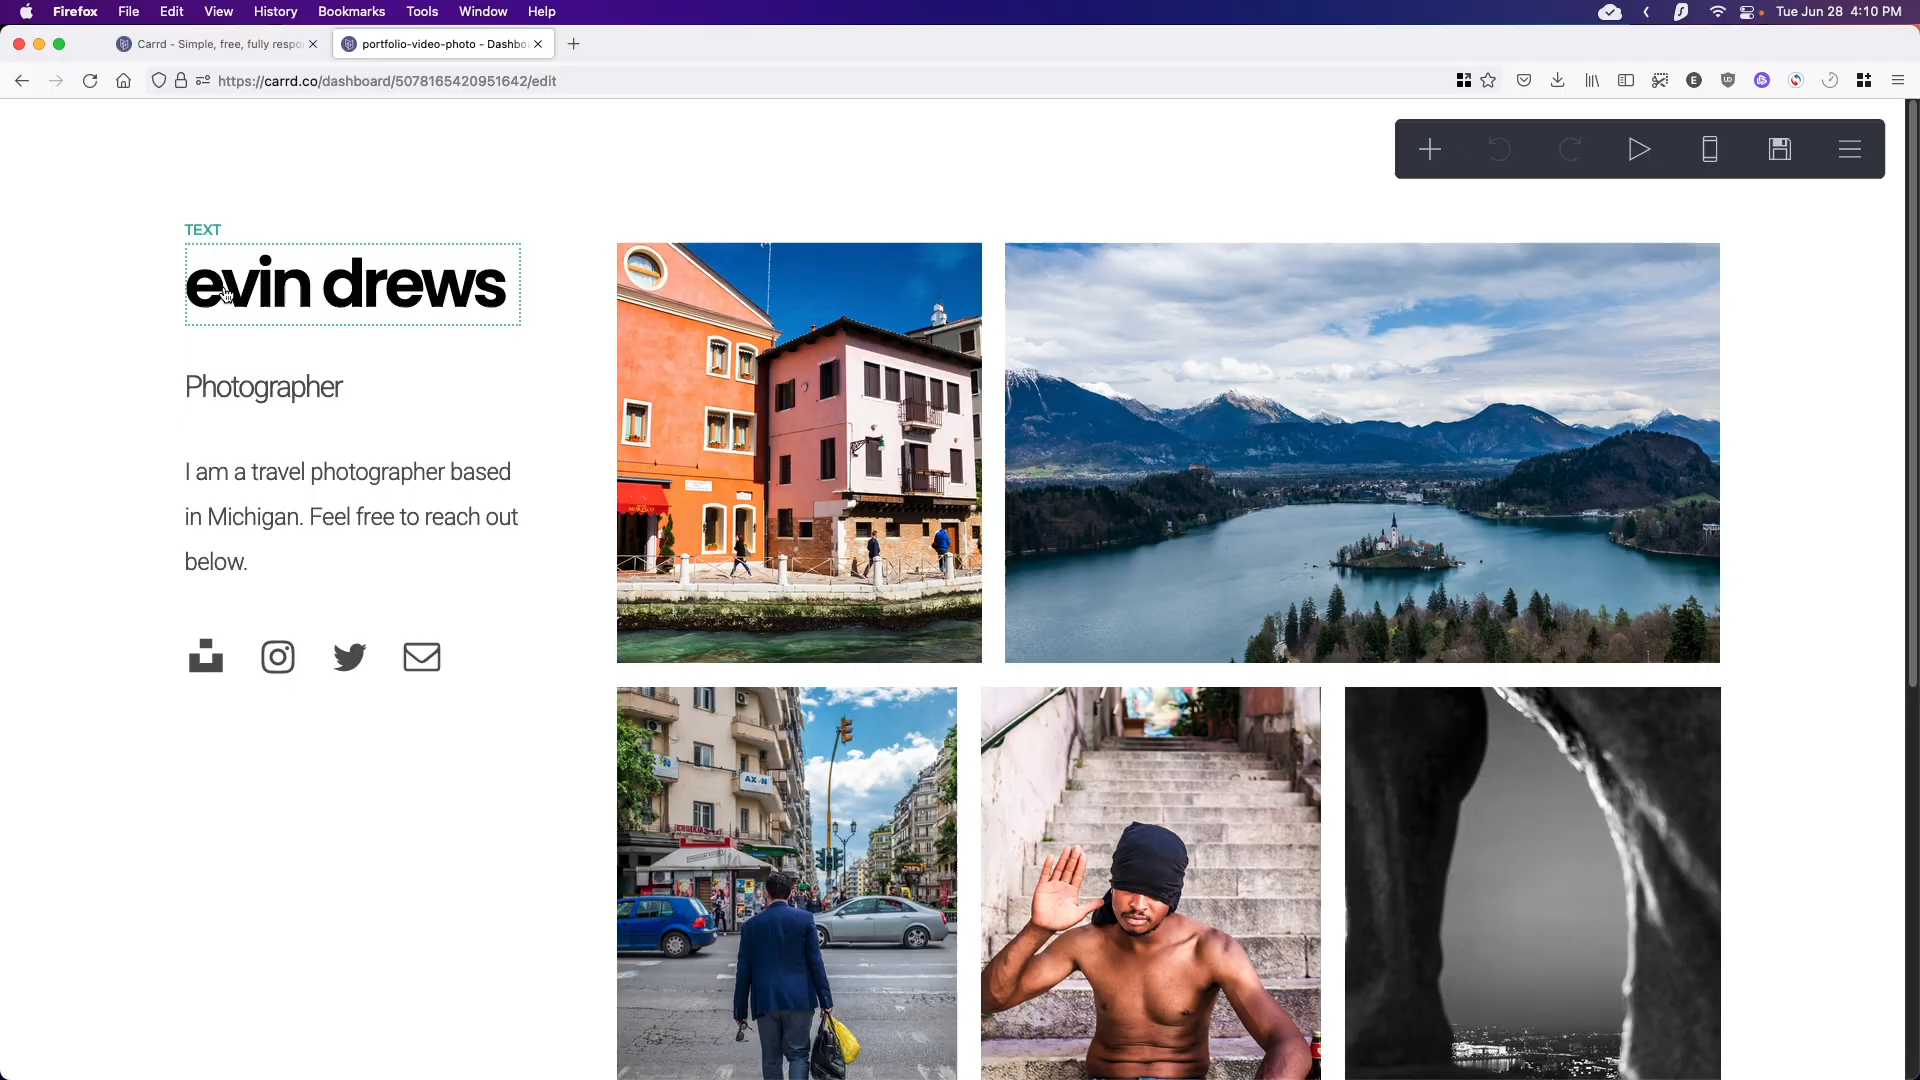 Firefox File Edit View History Bookmarks Tools Window Help Tue Jun 28 4:10 PM
Carrd - Simple, free, fully respo portfolio-video-photo - Dashbo
https://carrd.co/dashboard/5078165420951642/edit
TEXT
evin drews
Photographer
I am a travel photographer based
in Michigan. Feel free to reach out
below.
AX N